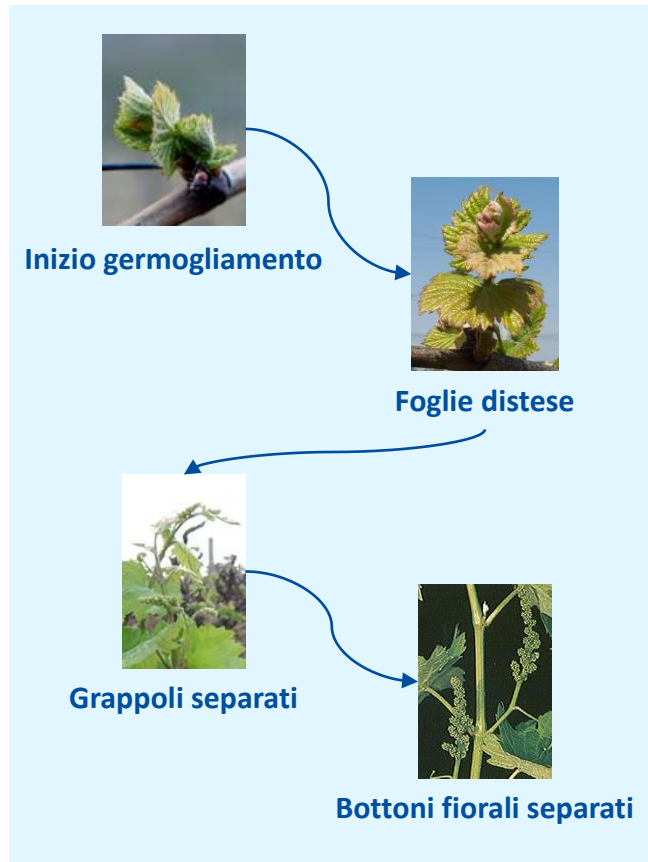 Inizio germogliamento
Foglie distese
Grappoli separati
Bottoni fiorali separati